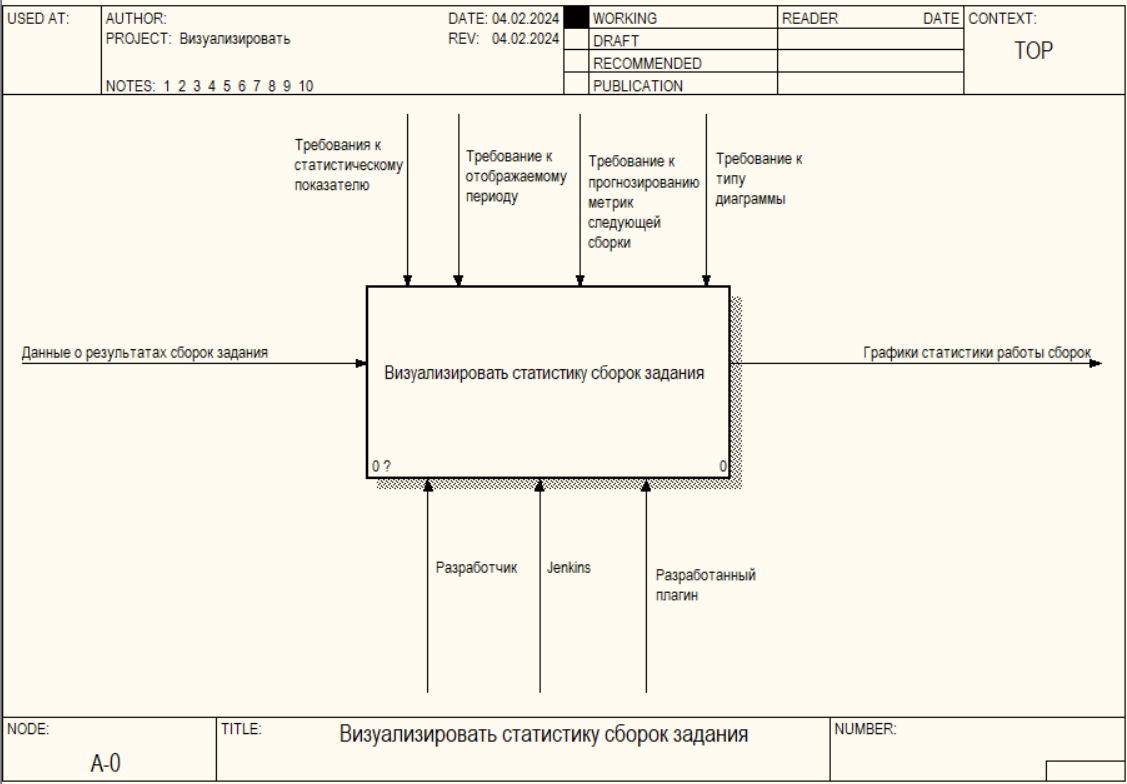 USED AT:
AUTHOR:
DATE: 04.02.2024
WORKING
READER
DATE
CONTEXT:
PROJECT: Визуализировать
REV: 04.02.2024
DRAFT
TOP
RECOMMENDED
NOTES: 1 2 3 4 5 6 7 8 9 10
PUBLICATION
Требования к
статистическому
показателю
Требование к
отображаемому
периоду
Требование к
прогнозированию
метрик
следующей
сборки
Требование к
типу
диаграммы
Данные о результатах сборок задания
Визуализировать статистику сборок задания
0 ?
0
Графики статистики работы сборок
Разработчик
Jenkins
Разработанный
плагин
NODE:
A-0
TITLE:
Визуализировать статистику сборок задания
NUMBER: